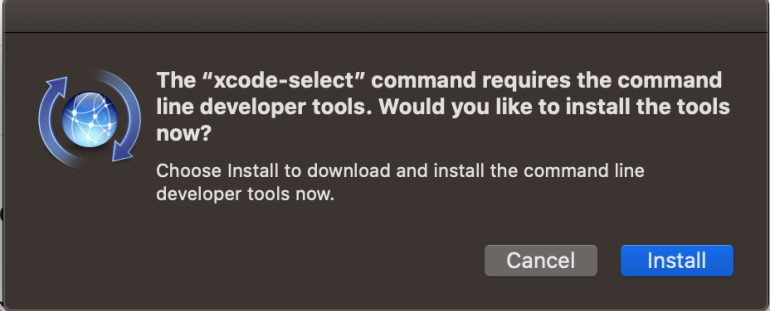 The “xcode-select” command requires the command
line developer tools. Would you like to install the tools
now?
Choose Install to download and install the command line
developer tools now.
Cancel
Install